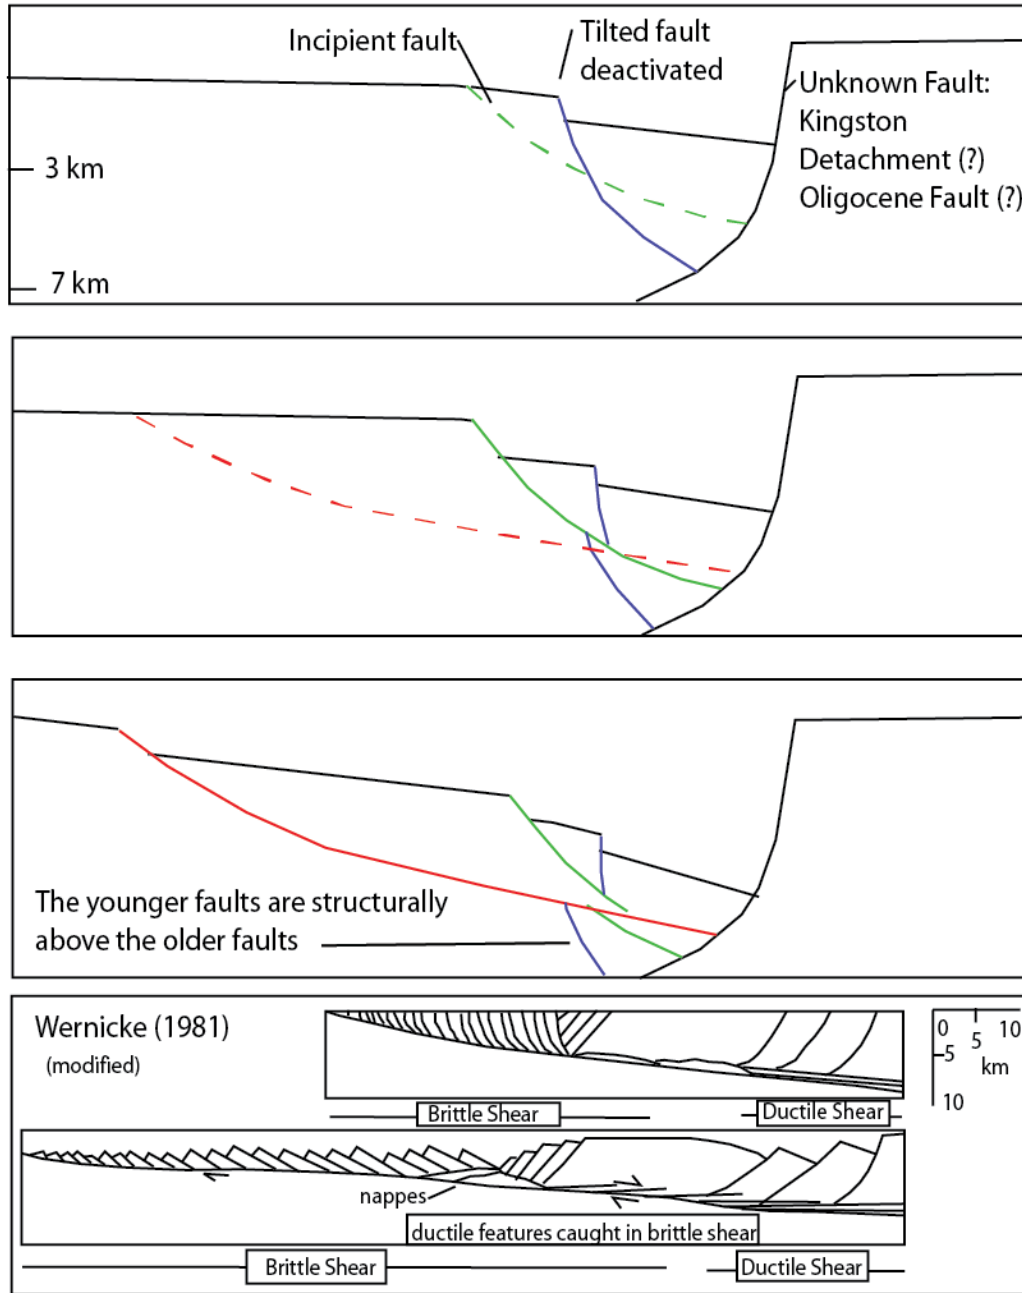 Incipient fault
Tilted fault
deactivated
Unknown Fault:
Kingston
Detachment (?)
Oligocene Fault (?)
3 km
7 km
The younger faults are structurally
above the older faults
Wernicke (1981)
(modified)
0 5 10
5
km
10
Brittle Shear
Ductile Shear
nappes
ductile features caught in brittle shear
Brittle Shear
Ductile Shear